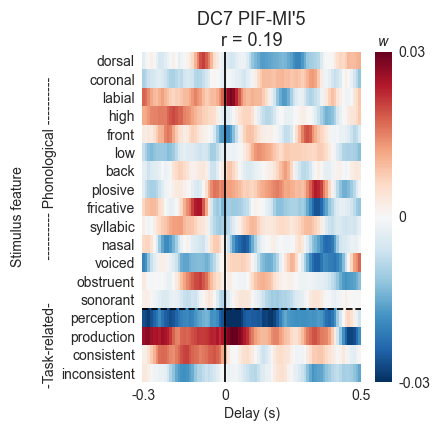 DC7 PIF-MI'5
r = 0.19
w
Stimulus feature
---------- Phonological ----------
-Task-related-
dorsal
coronal
labial
high
front
low
back
plosive
fricative
syllabic
nasal
voiced
obstruent
sonorant
perception
production
consistent
inconsistent
0.03
0
-0.03
-0.3 0 0.5
Delay (s)